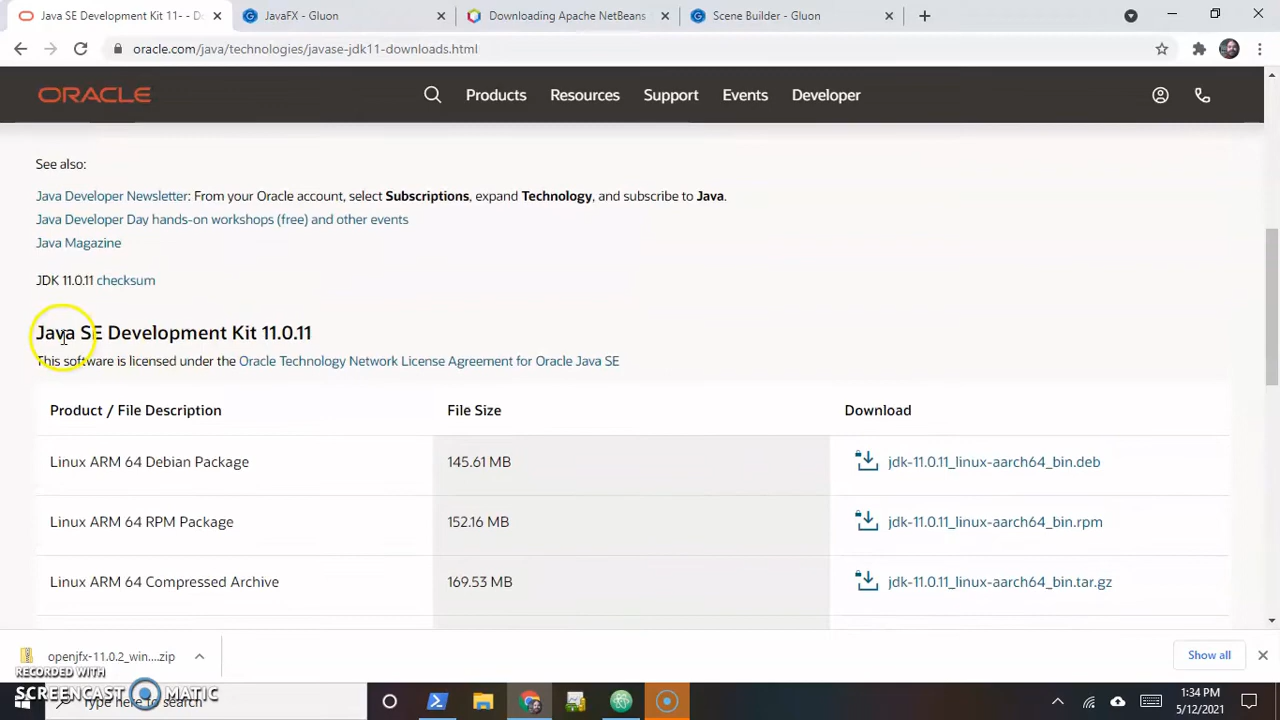 Java SE Development Kit 11- - Do
JavaFX - Gluon
Downloading Apache NetBeans
Scene Builder - Gluon
oracle.com/java/technologies/javase-jdk11-downloads.html
ORACLE
Products
Resources
Support
Events
Developer
See also:
Java Developer Newsletter: From your Oracle account, select Subscriptions, expand Technology, and subscribe to Java.
Java Developer Day hands-on workshops (free) and other events
Java Magazine
JDK 11.0.11 checksum
Java SE Development Kit 11.0.11
This software is licensed under the Oracle Technology Network License Agreement for Oracle Java SE
Product / File Description File Size Download
Linux ARM 64 Debian Package 145.61 MB jdk-11.0.11_linux-aarch64_bin.deb
Linux ARM 64 RPM Package 152.16 MB jdk-11.0.11_linux-aarch64_bin.rpm
Linux ARM 64 Compressed Archive 169.53 MB jdk-11.0.11_linux-aarch64_bin.tar.gz
openjfx-11.0.2_win....zip
Show all
RECORDED WITH
SCREENCAST MATIC
Type here to search
1:34 PM
5/12/2021